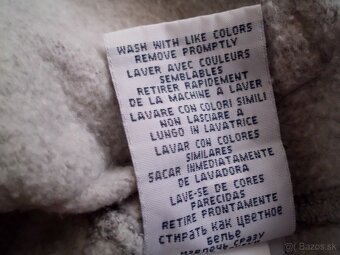 WASH WITH LIKE COLORS
REMOVE PROMPTLY
LAVER AVEC COULEURS
SEMBLABLES
RETIRER RAPIDEMENT
DE LA MACHINE A LAVER
LAVARE CON COLORI SIMILI
NON LASCIARE A
LUNGO IN LAVATRICE
LAVAR CON COLORES
SIMILARES
SACAR INMEDIATAMENTE
DE LAVADORA
LAVE-SE DE CORES
PARECIDAS
RETIRE PRONTAMENTE
СТИРАТЬ КАК ЦВЕТНОЕ
БЕЛЬЕ
СРАЗУ
Bazos.sk